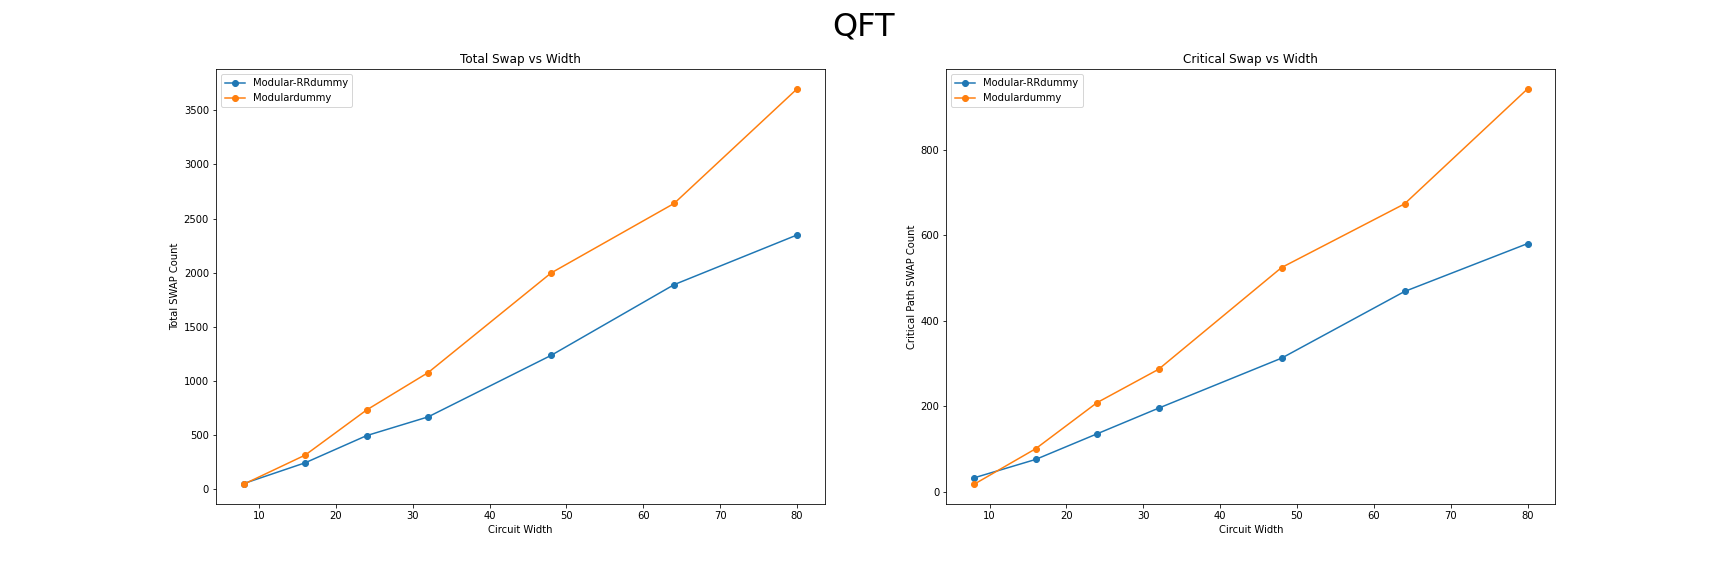 QFT
Total Swap vs Width
Modular-RRdummy
Modulardummy
3500
3000
2500
2000
1500
1000
500
0
Total SWAP Count
10 20 30 40 50 60 70 80
Circuit Width
Critical Swap vs Width
Modular-RRdummy
Modulardummy
800
600
400
200
0
Critical Path SWAP Count
10 20 30 40 50 60 70 80
Circuit Width